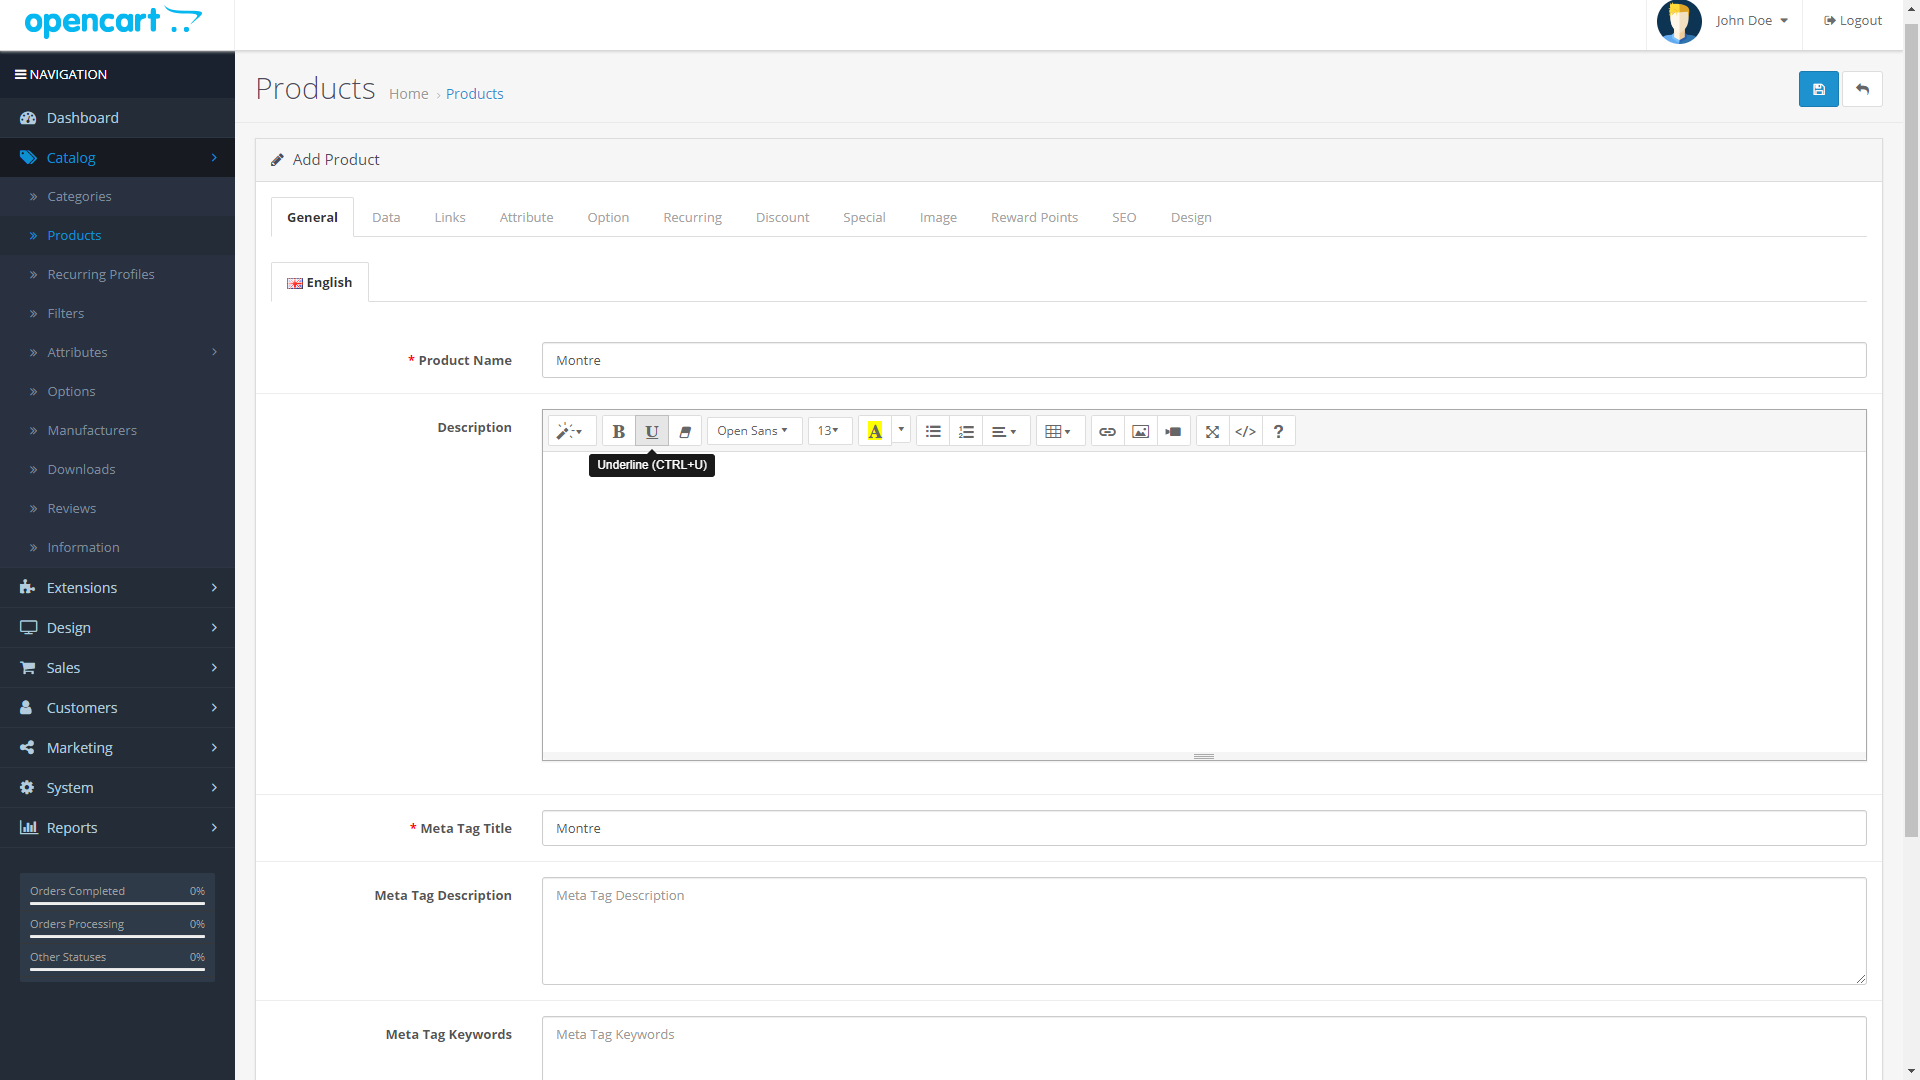 opencart
John Doe
Logout
NAVIGATION
Dashboard
Catalog
Categories
Products
Recurring Profiles
Filters
Attributes
Options
Manufacturers
Downloads
Reviews
Information
Extensions
Design
Sales
Customers
Marketing
System
Reports
Orders Completed 0%
Orders Processing 0%
Other Statuses 0%
Products
Home › Products
Add Product
General Data Links Attribute Option Recurring Discount Special Image Reward Points SEO Design
English
* Product Name
Montre
Description
B U Open Sans 13 A </> ?
Underline (CTRL+U)
* Meta Tag Title
Montre
Meta Tag Description
Meta Tag Description
Meta Tag Keywords
Meta Tag Keywords